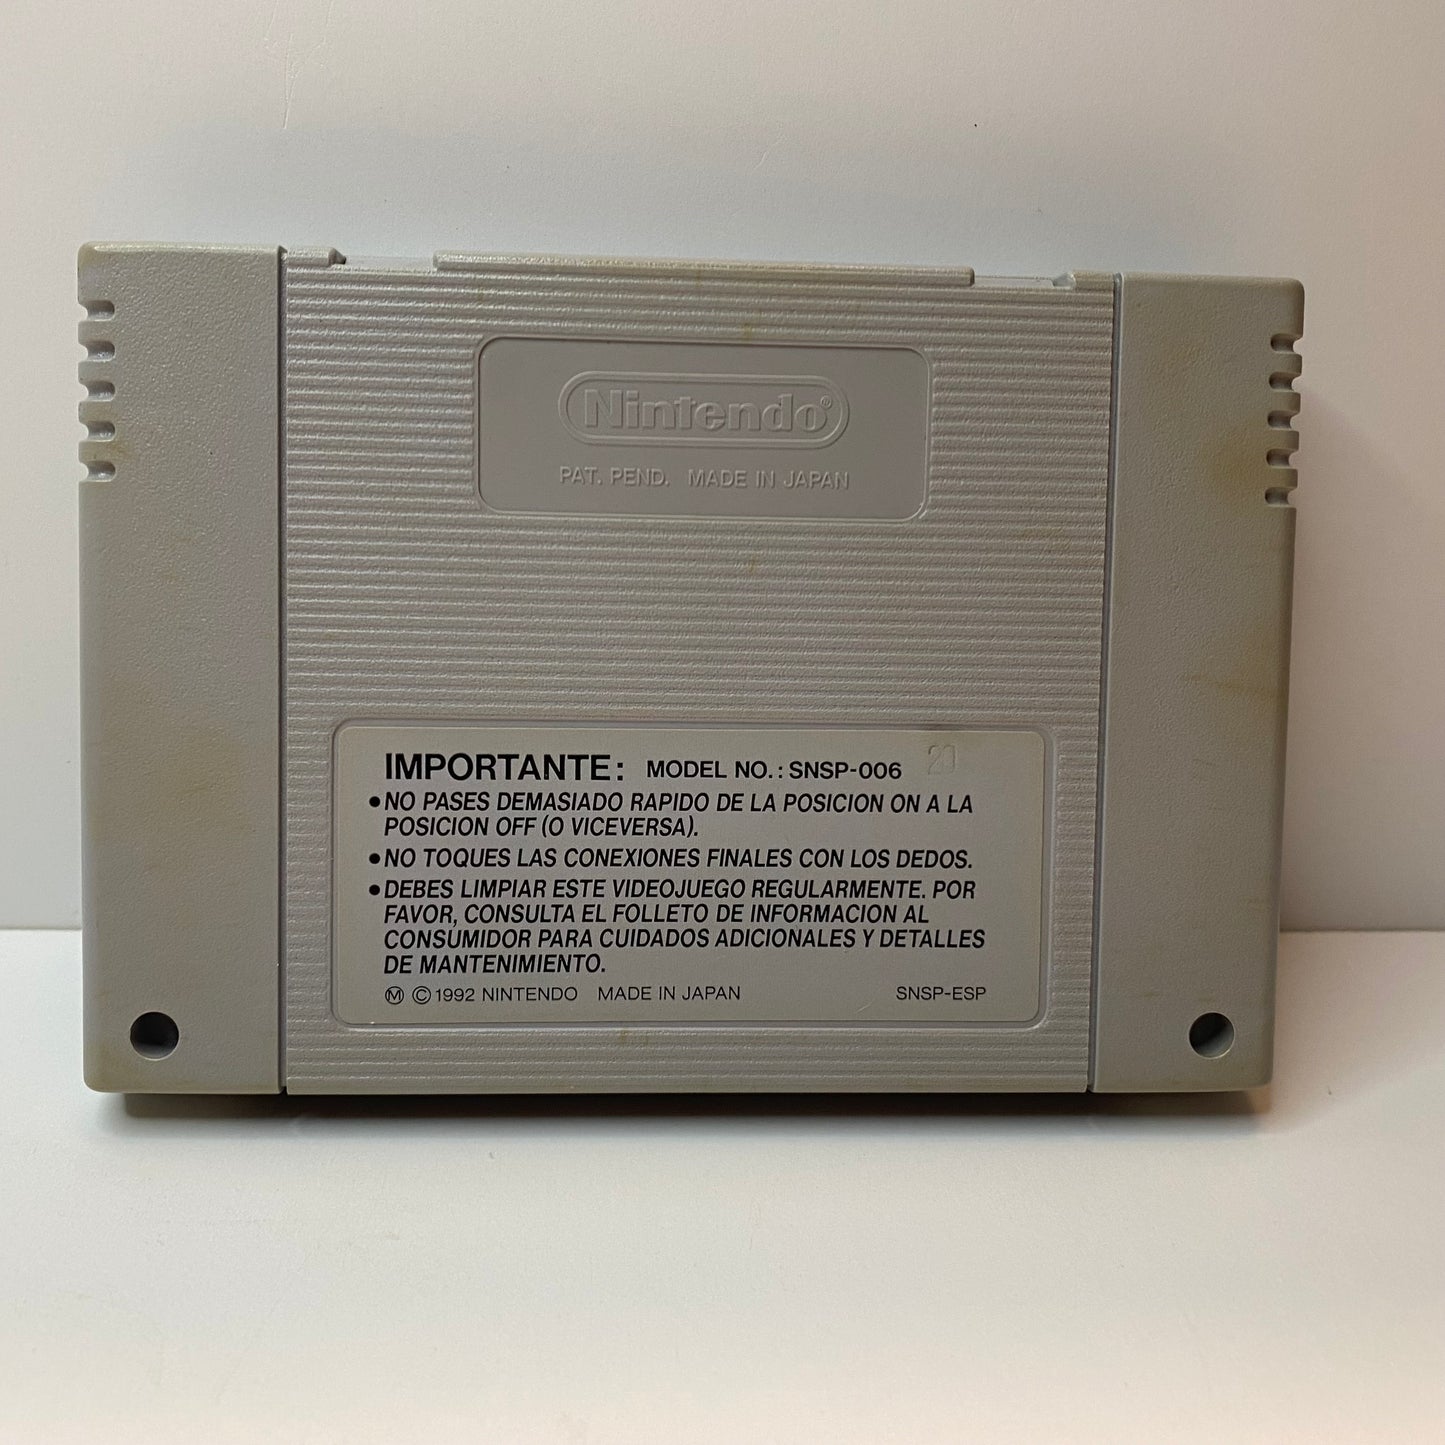 Nintendo®
PAT. PEND. MADE IN JAPAN
IMPORTANTE: MODEL NO.: SNSP-006 20
•NO PASES DEMASIADO RAPIDO DE LA POSICION ON A LA
POSICION OFF (O VICEVERSA).
•NO TOQUES LAS CONEXIONES FINALES CON LOS DEDOS.
•DEBES LIMPIAR ESTE VIDEOJUEGO REGULARMENTE. POR
FAVOR, CONSULTA EL FOLLETO DE INFORMACION AL
CONSUMIDOR PARA CUIDADOS ADICIONALES Y DETALLES
DE MANTENIMIENTO.
Ⓜ © 1992 NINTENDO MADE IN JAPAN SNSP-ESP